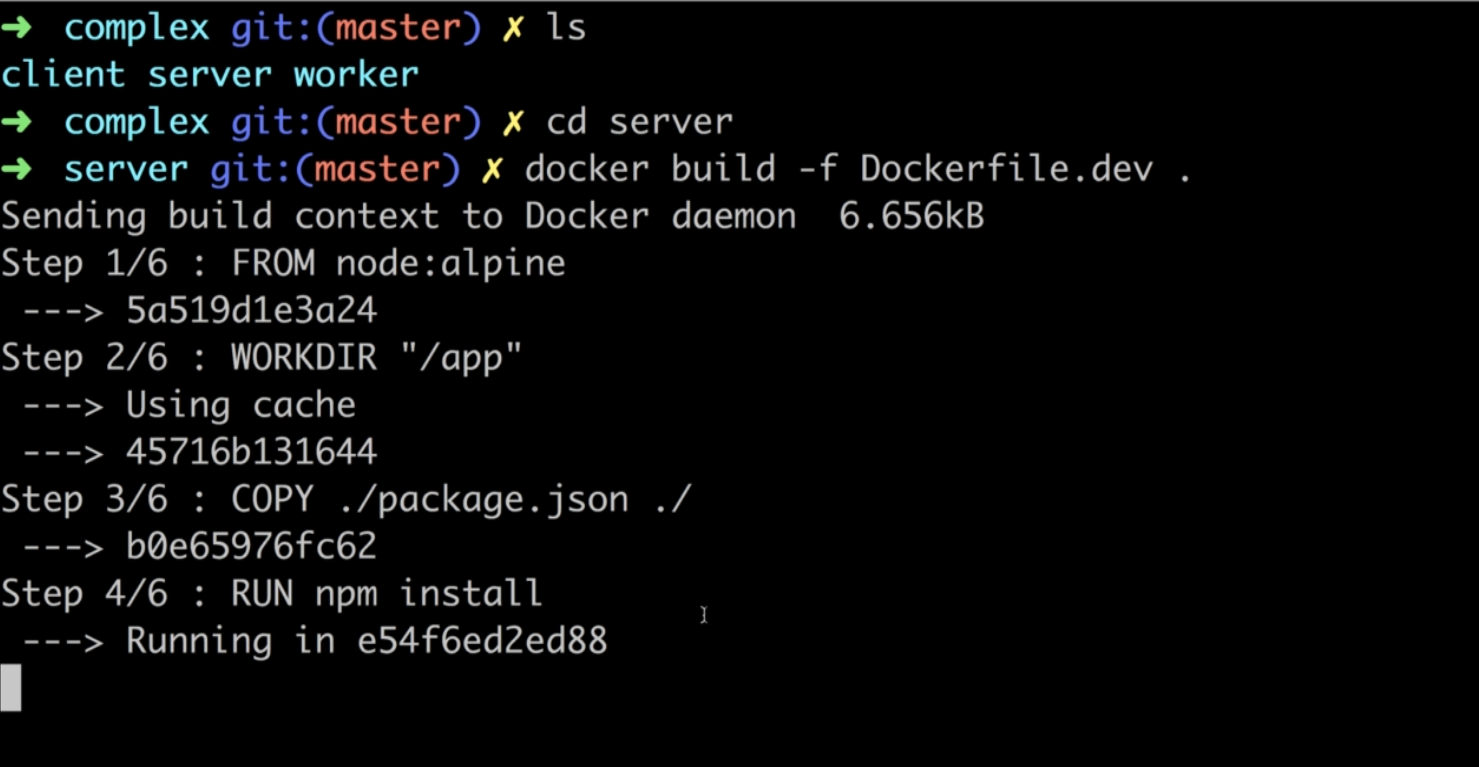 ➜ complex git:(master) ✗ ls
client server worker
➜ complex git:(master) ✗ cd server
➜ server git:(master) ✗ docker build -f Dockerfile.dev .
Sending build context to Docker daemon  6.656kB
Step 1/6 : FROM node:alpine
 ---> 5a519d1e3a24
Step 2/6 : WORKDIR "/app"
 ---> Using cache
 ---> 45716b131644
Step 3/6 : COPY ./package.json ./
 ---> b0e65976fc62
Step 4/6 : RUN npm install
 ---> Running in e54f6ed2ed88